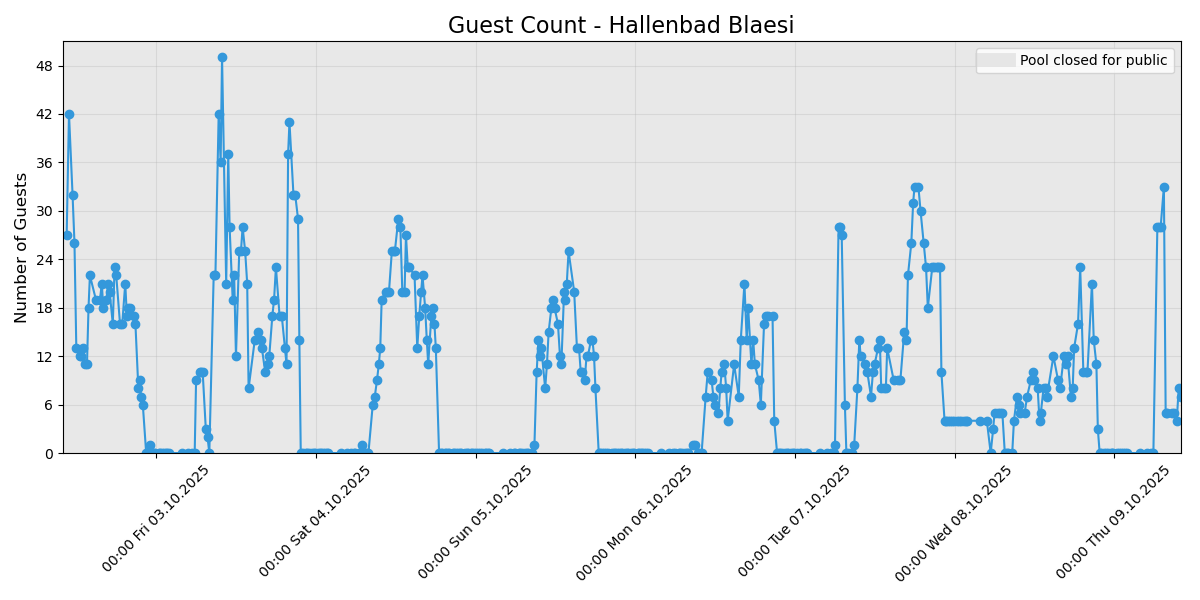 Guest Count - Hallenbad Blaesi
Pool closed for public
Number of Guests
48
42
36
30
24
18
12
6
0
00:00 Fri 03.10.2025
00:00 Sat 04.10.2025
00:00 Sun 05.10.2025
00:00 Mon 06.10.2025
00:00 Tue 07.10.2025
00:00 Wed 08.10.2025
00:00 Thu 09.10.2025